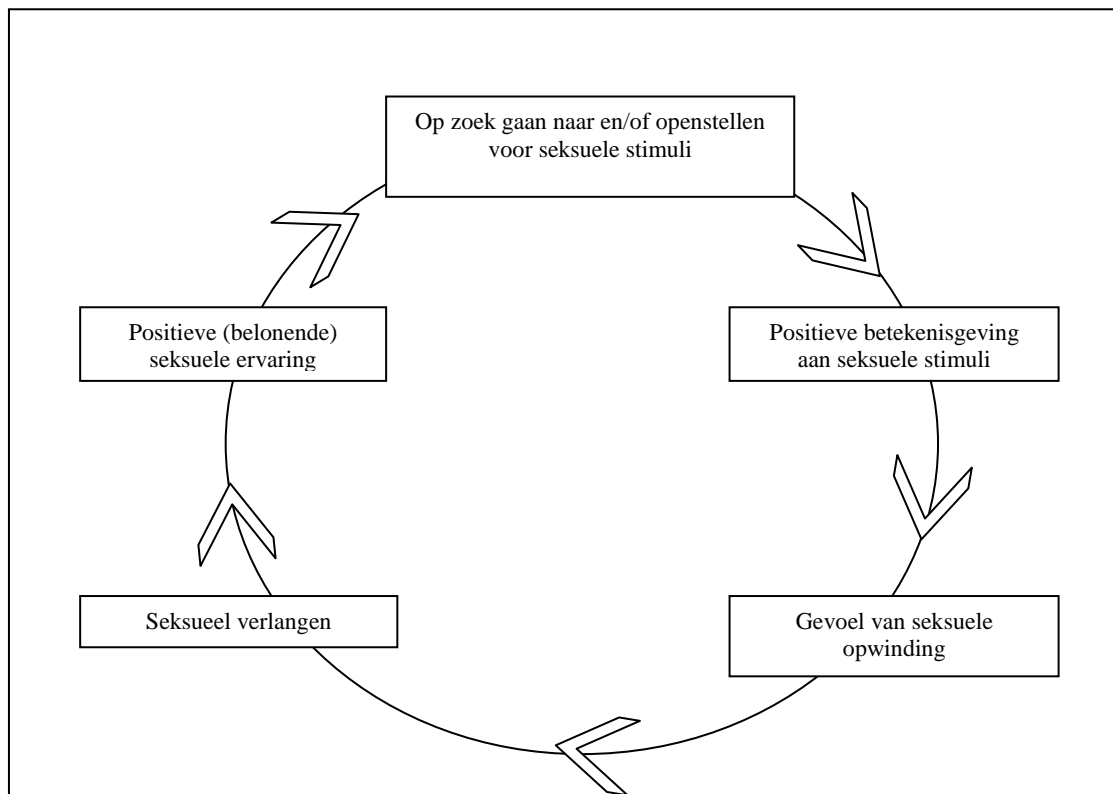 Op zoek gaan naar en/of openstellen
voor seksuele stimuli
Positieve (belonende)
seksuele ervaring
Positieve betekenisgeving
aan seksuele stimuli
Seksueel verlangen
Gevoel van seksuele
opwinding